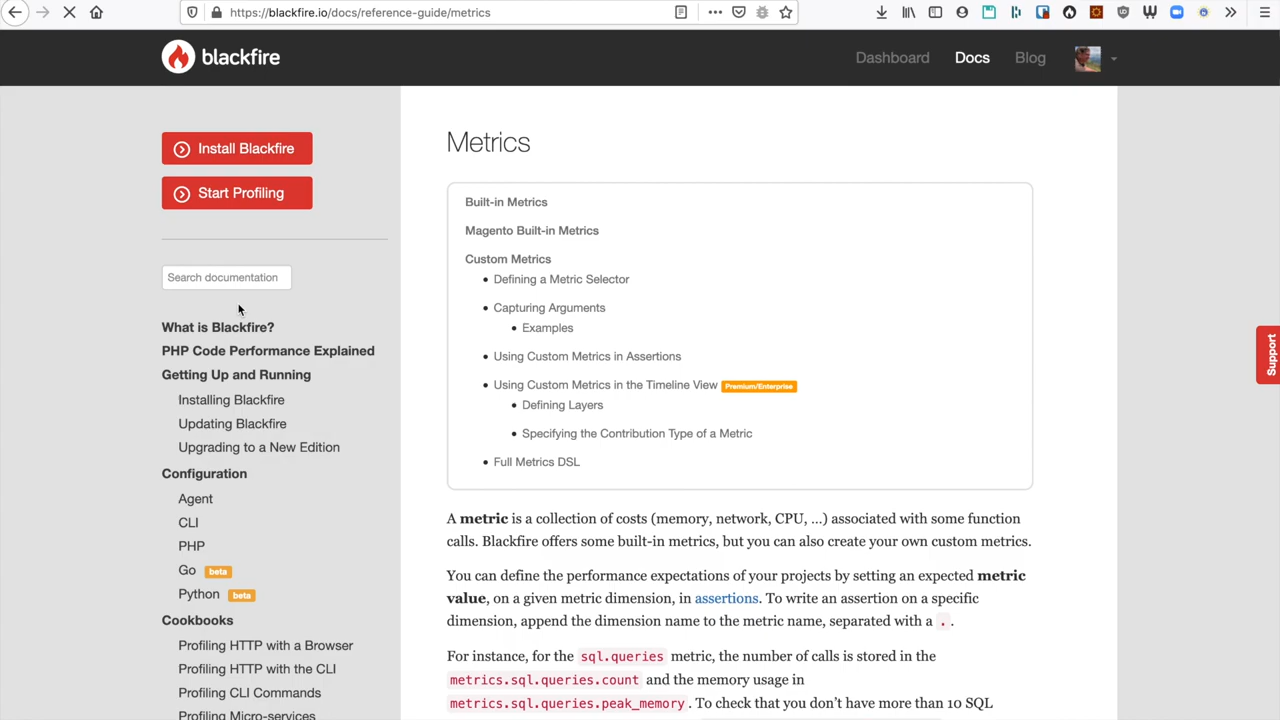 https://blackfire.io/docs/reference-guide/metrics
blackfire
Dashboard
Docs
Blog
Install Blackfire
Start Profiling
Search documentation
What is Blackfire?
PHP Code Performance Explained
Getting Up and Running
Installing Blackfire
Updating Blackfire
Upgrading to a New Edition
Configuration
Agent
CLI
PHP
Go beta
Python beta
Cookbooks
Profiling HTTP with a Browser
Profiling HTTP with the CLI
Profiling CLI Commands
Profiling Micro-services
Metrics
Built-in Metrics
Magento Built-in Metrics
Custom Metrics
• Defining a Metric Selector
• Capturing Arguments
• Examples
• Using Custom Metrics in Assertions
• Using Custom Metrics in the Timeline View Premium/Enterprise
• Defining Layers
• Specifying the Contribution Type of a Metric
• Full Metrics DSL
A metric is a collection of costs (memory, network, CPU, ...) associated with some function
calls. Blackfire offers some built-in metrics, but you can also create your own custom metrics.
You can define the performance expectations of your projects by setting an expected metric
value, on a given metric dimension, in assertions. To write an assertion on a specific
dimension, append the dimension name to the metric name, separated with a . .
For instance, for the sql.queries metric, the number of calls is stored in the
metrics.sql.queries.count and the memory usage in
metrics.sql.queries.peak_memory . To check that you don't have more than 10 SQL
Support